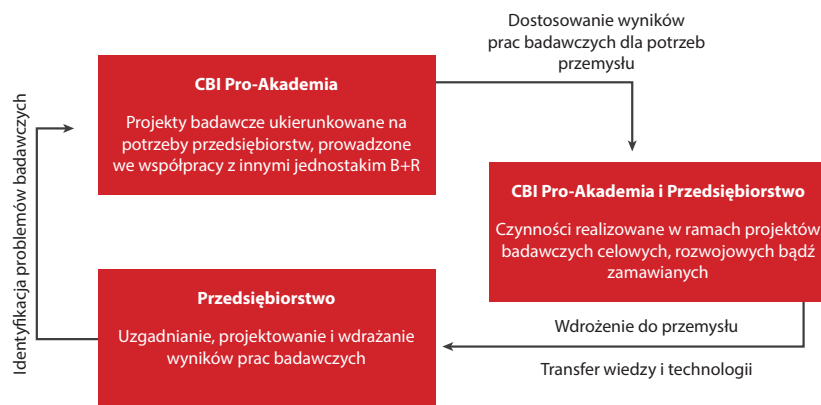 Dostosowanie wyników
prac badawczych dla potrzeb
przemysłu
CBI Pro-Akademia
Projekty badawcze ukierunkowane na
potrzeby przedsiębiorstw, prowadzone
we współpracy z innymi jednostakim B+R
CBI Pro-Akademia i Przedsiębiorstwo
Czynności realizowane w ramach projektów
badawczych celowych, rozwojowych bądź
zamawianych
Wdrożenie do przemysłu
Transfer wiedzy i technologii
Przedsiębiorstwo
Uzgadnianie, projektowanie i wdrażanie
wyników prac badawczych
Identyfikacja problemów badawczych